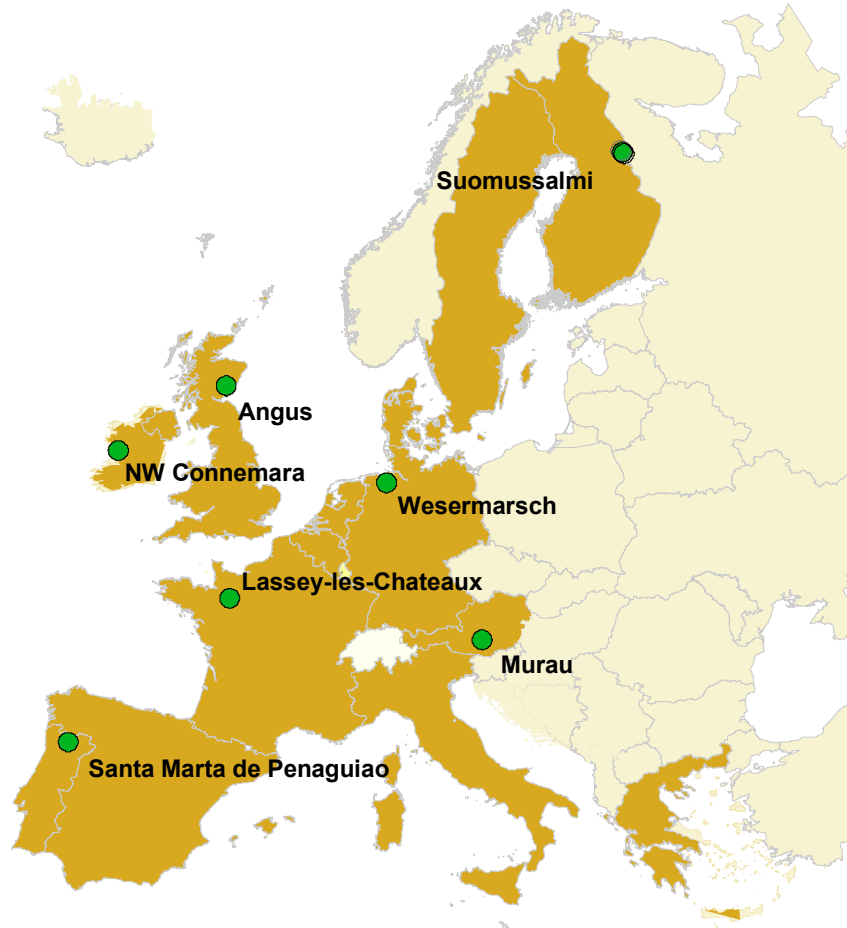 Suomussalmi
Angus
NW Connemara
Wesermarsch
Lassey-les-Chateaux
Murau
Santa Marta de Penaguiao